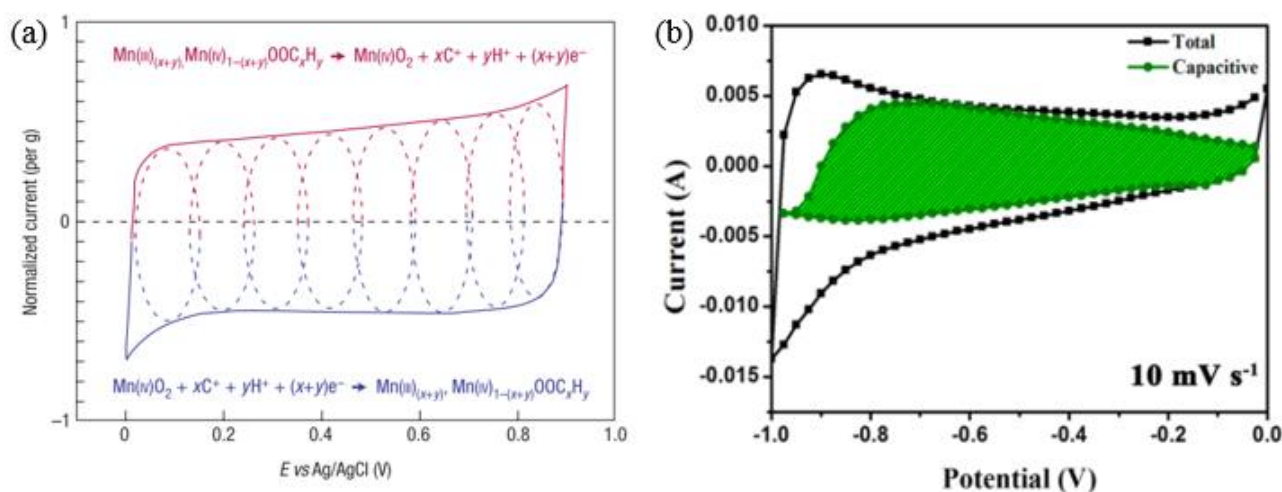 (a)
1
Mn(III)(x+y),Mn(IV)1–(x+y)OOCxHy → Mn(IV)O2 + xC+ + yH+ + (x+y)e–
Normalized current (per g)
0
Mn(IV)O2 + xC+ + yH+ + (x+y)e– → Mn(III)(x+y), Mn(IV)1–(x+y)OOCxHy
–1
0 0.2 0.4 0.6 0.8 1.0
E vs Ag/AgCl (V)
(b)
0.010
0.005
0.000
-0.005
-0.010
-0.015
Current (A)
Total
Capacitive
10 mV s-1
-1.0 -0.8 -0.6 -0.4 -0.2 0.0
Potential (V)